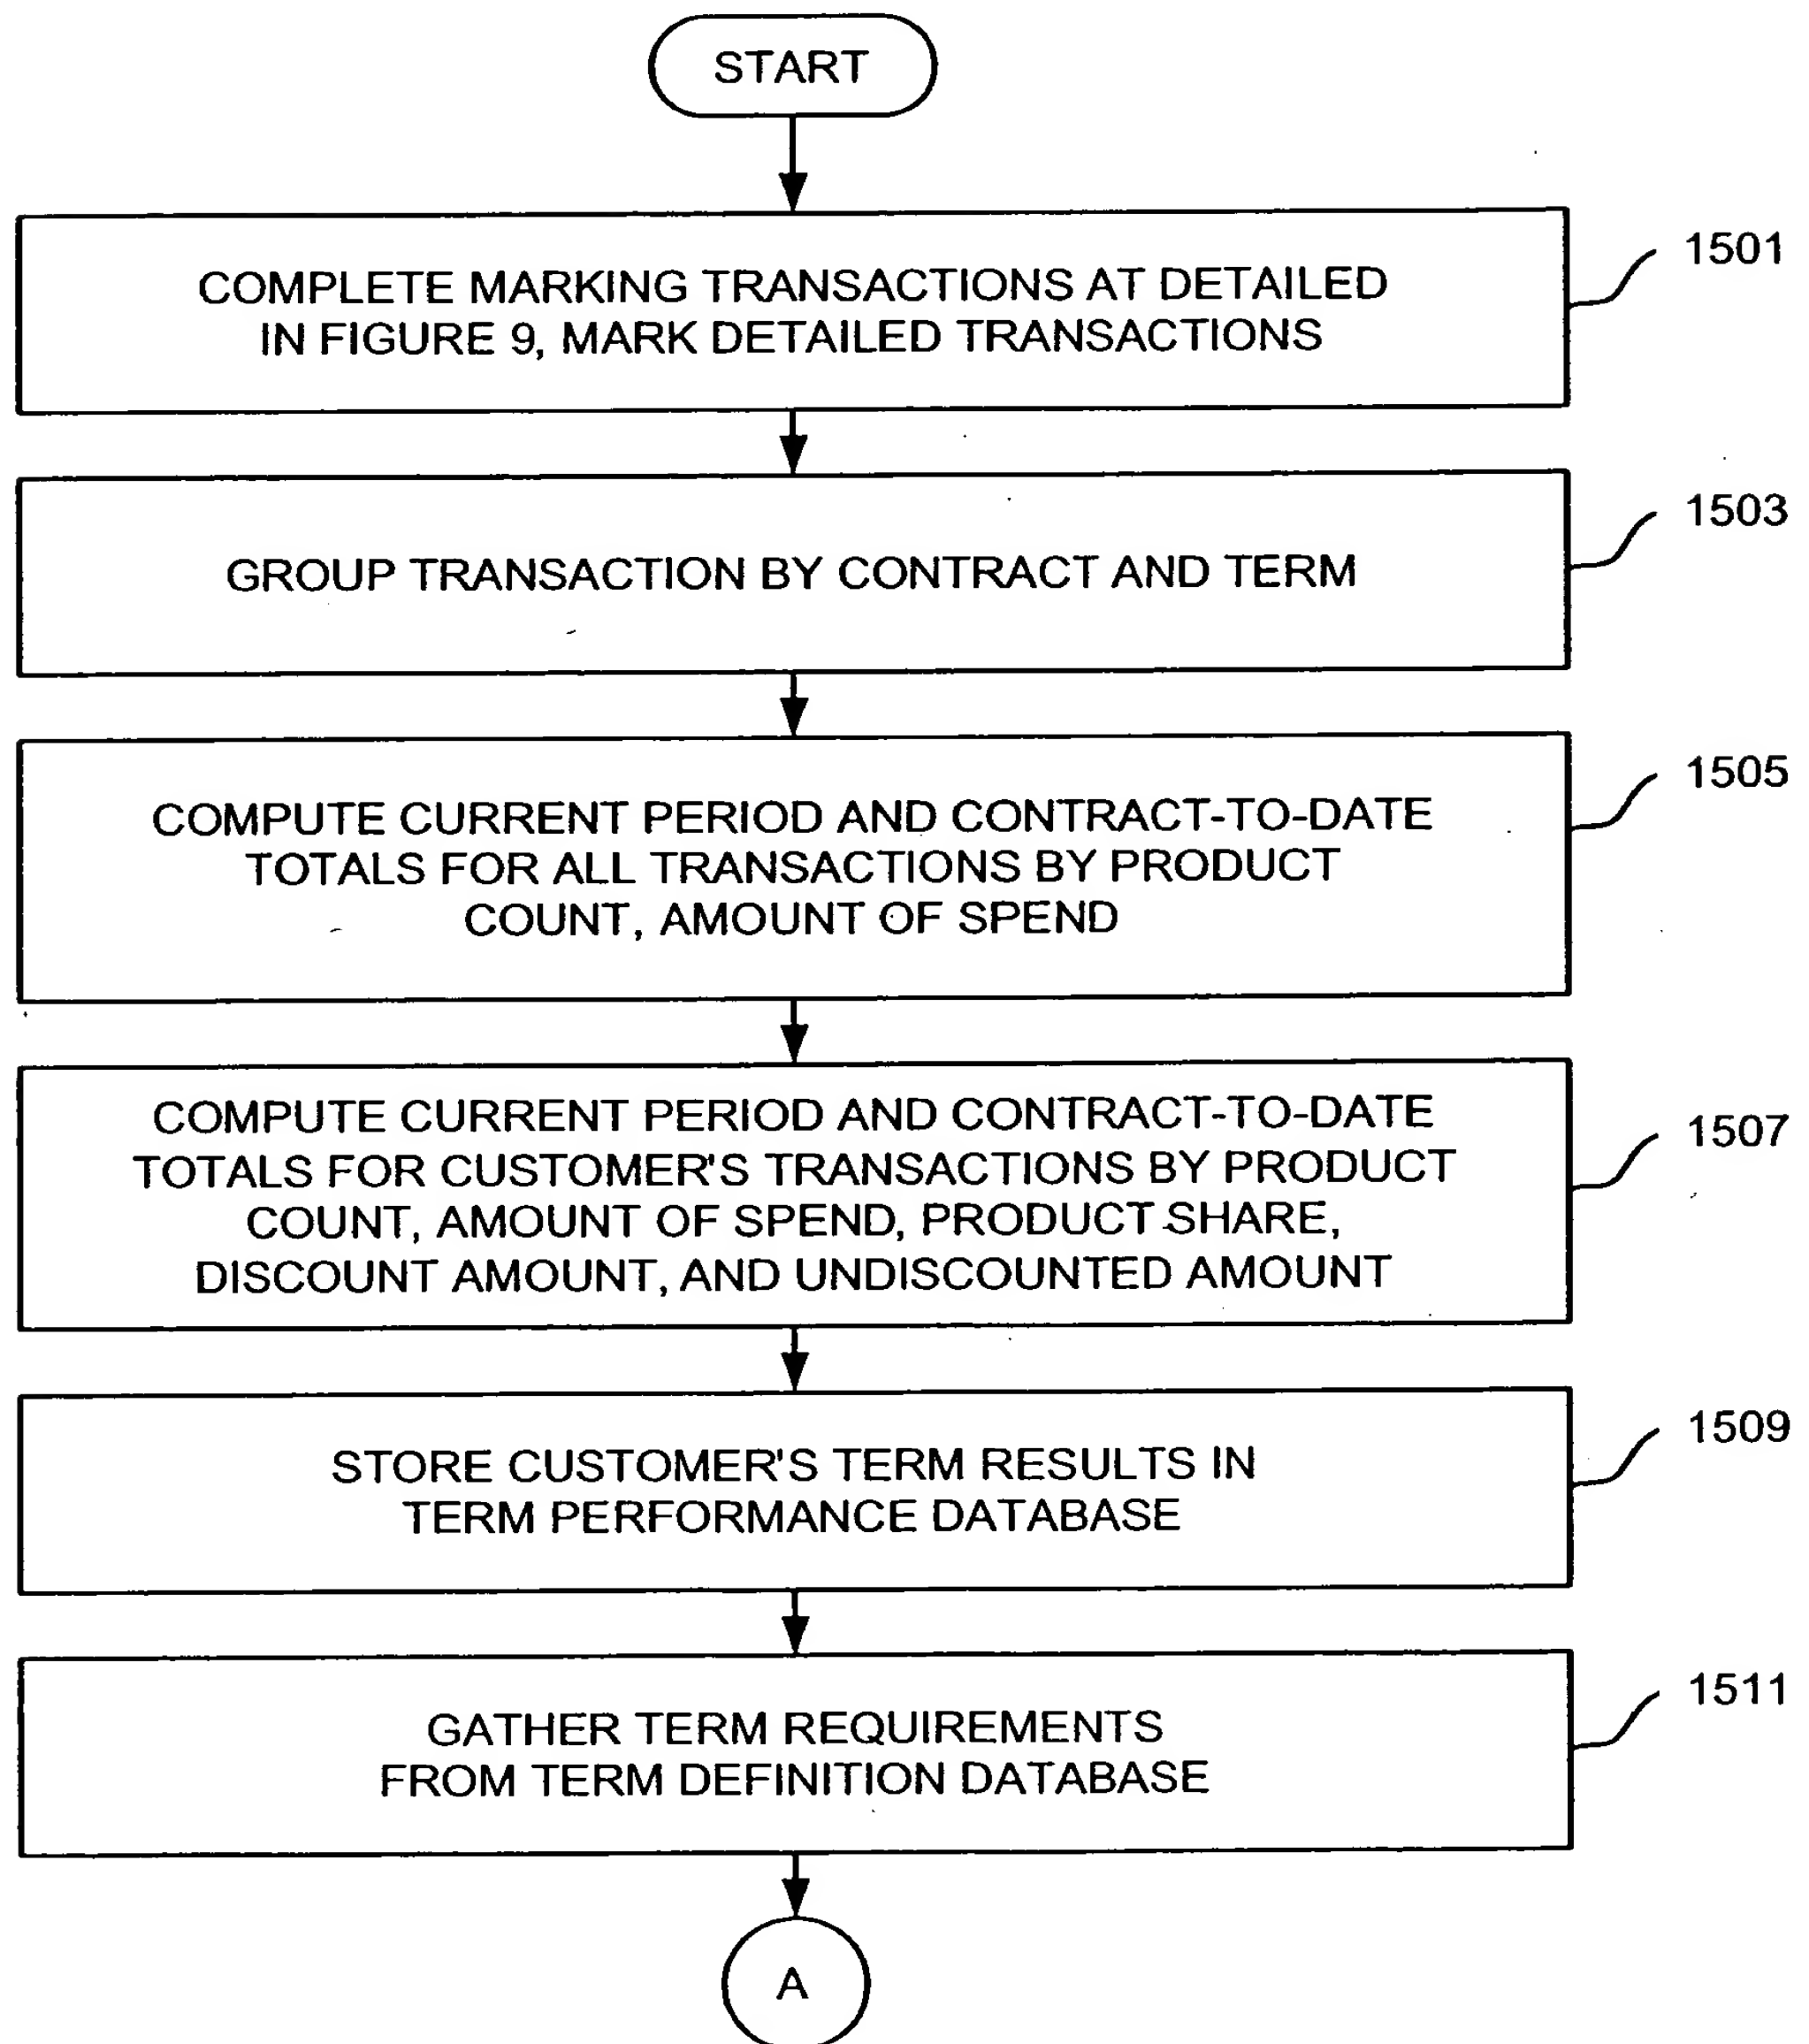 START
COMPLETE MARKING TRANSACTIONS AT DETAILED
IN FIGURE 9, MARK DETAILED TRANSACTIONS
1501
GROUP TRANSACTION BY CONTRACT AND TERM
1503
COMPUTE CURRENT PERIOD AND CONTRACT-TO-DATE
TOTALS FOR ALL TRANSACTIONS BY PRODUCT
COUNT, AMOUNT OF SPEND
1505
COMPUTE CURRENT PERIOD AND CONTRACT-TO-DATE
TOTALS FOR CUSTOMER'S TRANSACTIONS BY PRODUCT
COUNT, AMOUNT OF SPEND, PRODUCT SHARE,
DISCOUNT AMOUNT, AND UNDISCOUNTED AMOUNT
1507
STORE CUSTOMER'S TERM RESULTS IN
TERM PERFORMANCE DATABASE
1509
GATHER TERM REQUIREMENTS
FROM TERM DEFINITION DATABASE
1511
A